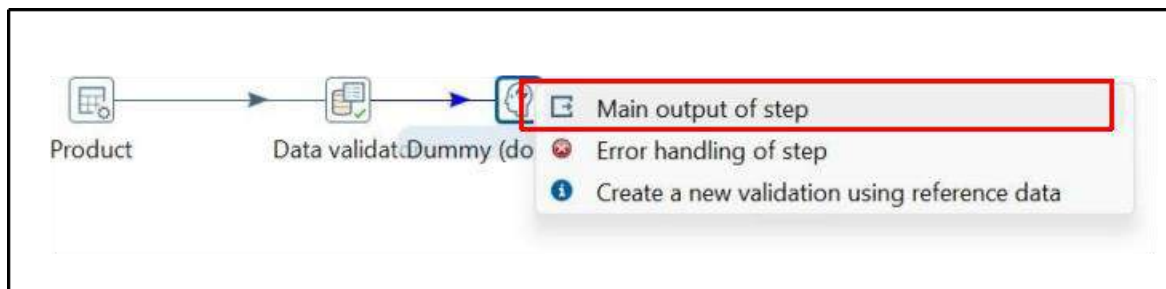 Main output of step
Product
Data validat
Dummy (do
Error handling of step
Create a new validation using reference data